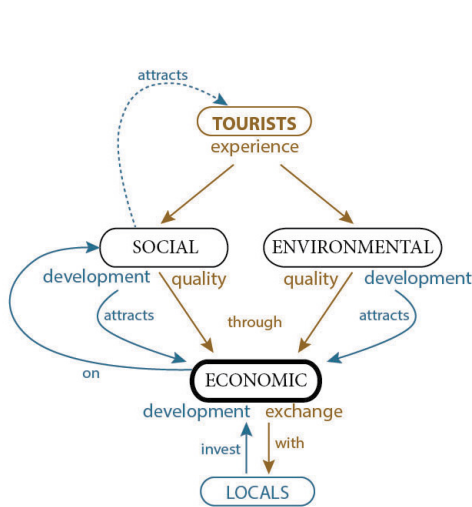 attracts
TOURISTS
experience
SOCIAL
ENVIRONMENTAL
development quality
quality development
attracts
through
attracts
on
ECONOMIC
development exchange
invest
with
LOCALS